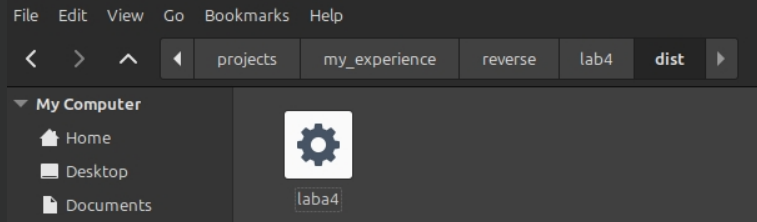 File Edit View Go Bookmarks Help
projects my_experience reverse lab4 dist
My Computer
Home
Desktop
Documents
laba4